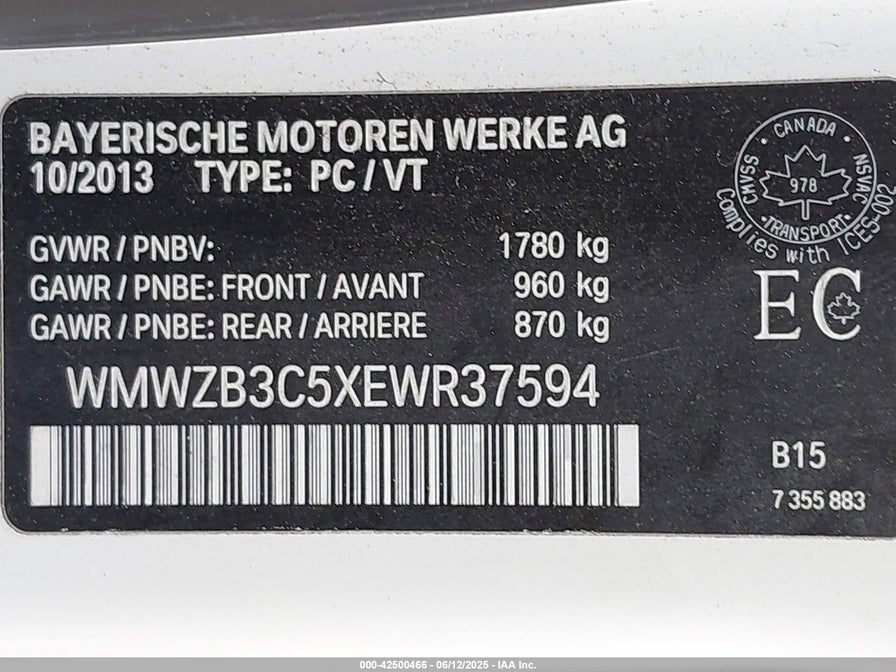 BAYERISCHE MOTOREN WERKE AG
10/2013 TYPE: PC / VT
GVWR / PNBV: 1780 kg
GAWR / PNBE: FRONT / AVANT 960 kg
GAWR / PNBE: REAR / ARRIERE 870 kg
WMWZB3C5XEWR37594
CANADA
CMVSS
978
NSVAC
TRANSPORT
Complies with ICES-002
EC
B15
7 355 883
000-42500466 - 06/12/2025 - IAA Inc.